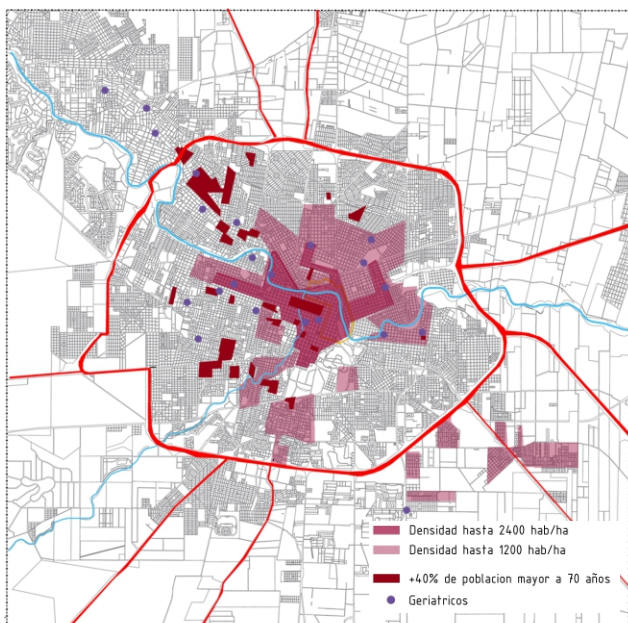 Densidad hasta 2400 hab/ha
Densidad hasta 1200 hab/ha
+40% de poblacion mayor a 70 años
Geriatricos